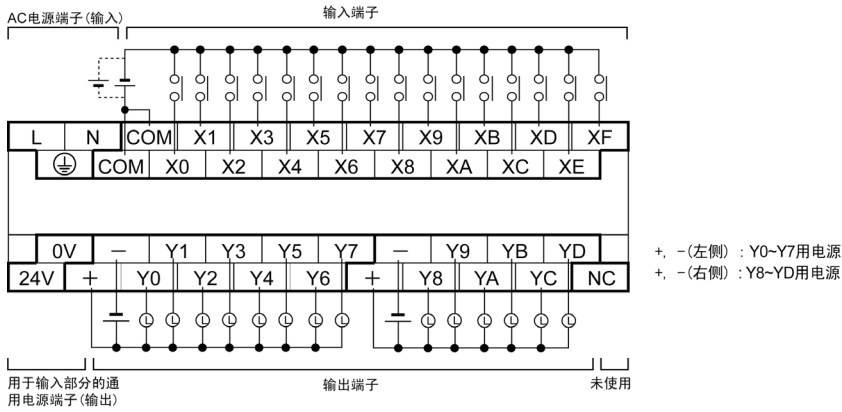 AC电源端子(输入)
输入端子
L N COM X1 X3 X5 X7 X9 XB XD XF
COM X0 X2 X4 X6 X8 XA XC XE
0V － Y1 Y3 Y5 Y7 － Y9 YB YD
24V + Y0 Y2 Y4 Y6 + Y8 YA YC NC
L L L L L L L L L L L L L L
+, －(左侧) : Y0~Y7用电源
+, －(右侧) : Y8~YD用电源
用于输入部分的通
用电源端子(输出)
输出端子
未使用